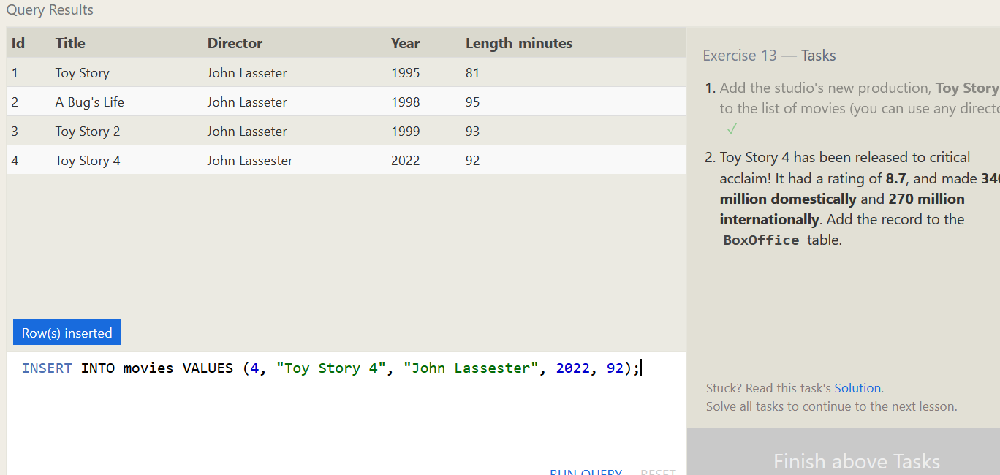 Query Results
Id Title Director Year Length_minutes
1 Toy Story John Lasseter 1995 81
2 A Bug's Life John Lasseter 1998 95
3 Toy Story 2 John Lasseter 1999 93
4 Toy Story 4 John Lassester 2022 92
Row(s) inserted
INSERT INTO movies VALUES (4, "Toy Story 4", "John Lassester", 2022, 92);
RUN QUERY RESET
Exercise 13 — Tasks
1. Add the studio's new production, Toy Story
to the list of movies (you can use any directo
✓
2. Toy Story 4 has been released to critical
acclaim! It had a rating of 8.7, and made 340
million domestically and 270 million
internationally. Add the record to the
BoxOffice table.
Stuck? Read this task's Solution.
Solve all tasks to continue to the next lesson.
Finish above Tasks